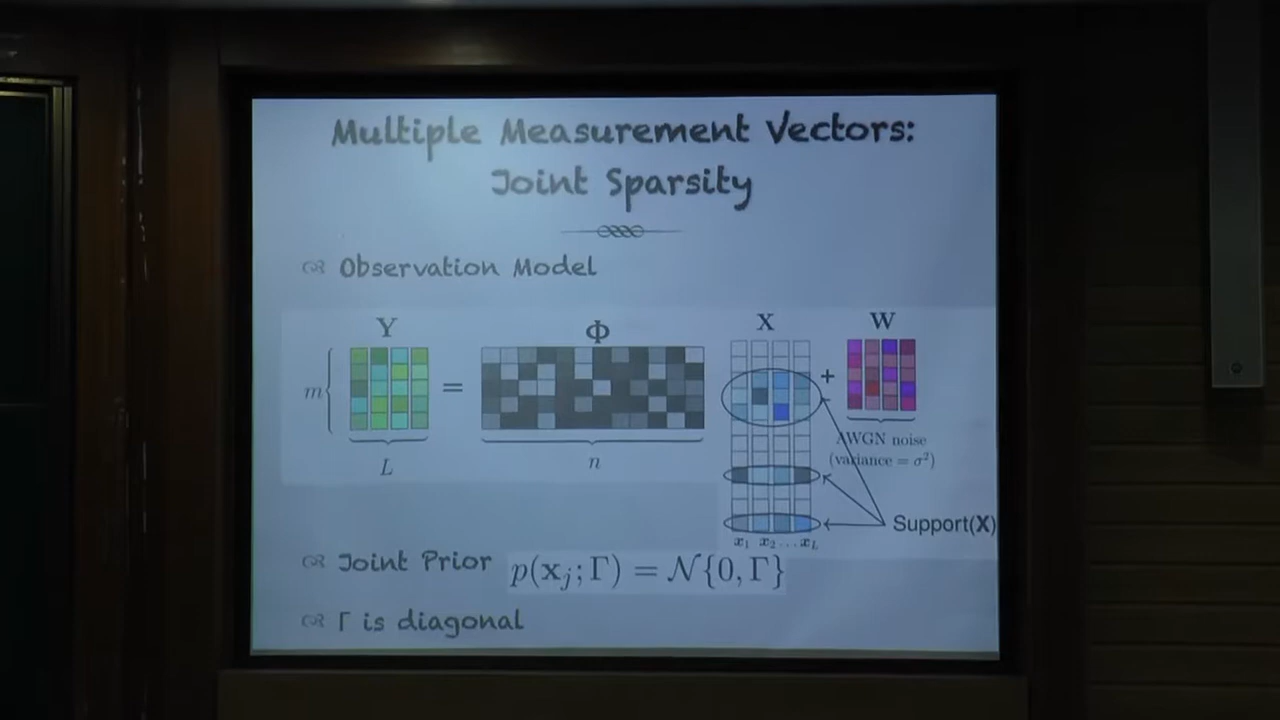 Multiple Measurement Vectors:
Joint Sparsity
Observation Model
Y
Φ
X
W
m
=
+
L
n
AWGN noise
(variance = σ²)
Support(X)
x₁ x₂ ... x_L
Joint Prior p(x_j; Γ) = N{0, Γ}
Γ is diagonal